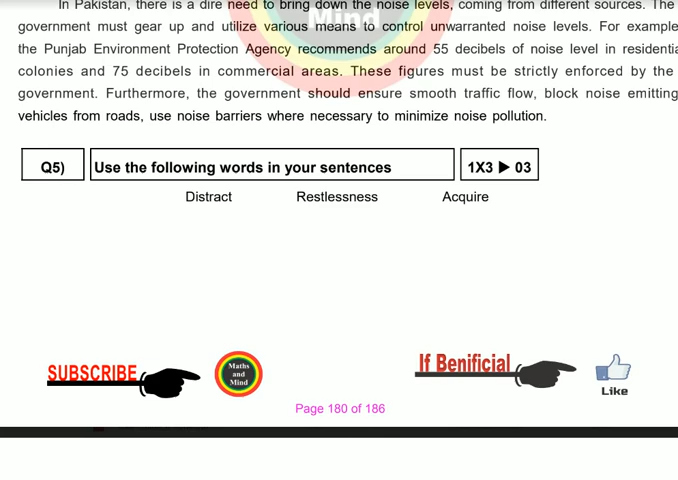 In Pakistan, there is a dire need to bring down the noise levels, coming from different sources. The
Mind
government must gear up and utilize various means to control unwarranted noise levels. For example
the Punjab Environment Protection Agency recommends around 55 decibels of noise level in
colonies and 75 decibels in commercial areas. These figures must be strictly enforced by the
government. Furthermore, the government should ensure smooth traffic flow, block noise emitting
vehicles from roads, use noise barriers where necessary to minimize noise pollution.
Q5) Use the following words in your sentences 1X3 ▶ 03
Distract Restlessness Acquire
SUBSCRIBE
Maths
and
Mind
If Benificial
Like
Page 180 of 186